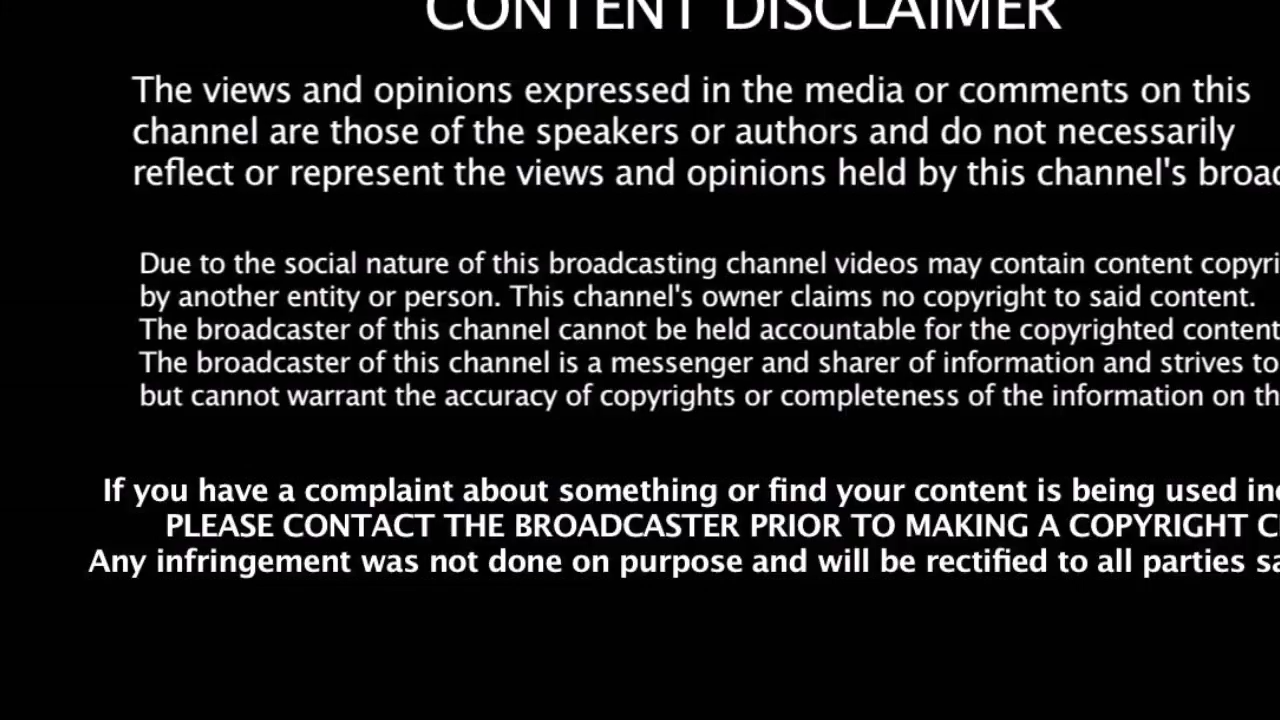 CONTENT DISCLAIMER
The views and opinions expressed in the media or comments on this
channel are those of the speakers or authors and do not necessarily
reflect or represent the views and opinions held by this channel's
Due to the social nature of this broadcasting channel videos may contain content
by another entity or person. This channel's owner claims no copyright to said content.
The broadcaster of this channel cannot be held accountable for the copyrighted content
The broadcaster of this channel is a messenger and sharer of information and strives to
but cannot warrant the accuracy of copyrights or completeness of the information on
If you have a complaint about something or find your content is being used
PLEASE CONTACT THE BROADCASTER PRIOR TO MAKING A COPYRIGHT
Any infringement was not done on purpose and will be rectified to all parties